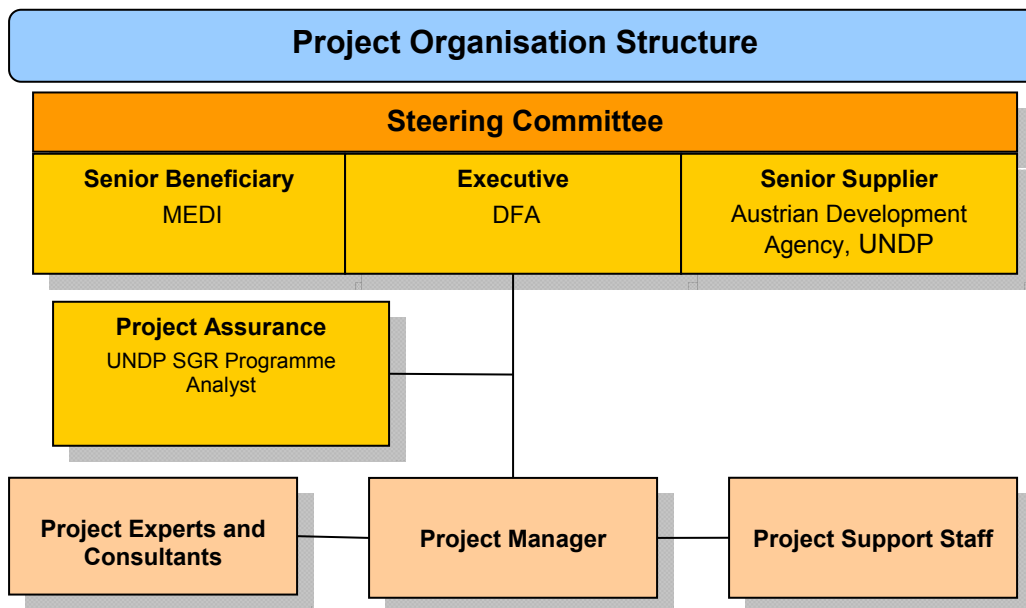 Project Organisation Structure
Steering Committee
Senior Beneficiary
MEDI
Executive
DFA
Senior Supplier
Austrian Development
Agency, UNDP
Project Assurance
UNDP SGR Programme
Analyst
Project Experts and
Consultants
Project Manager
Project Support Staff